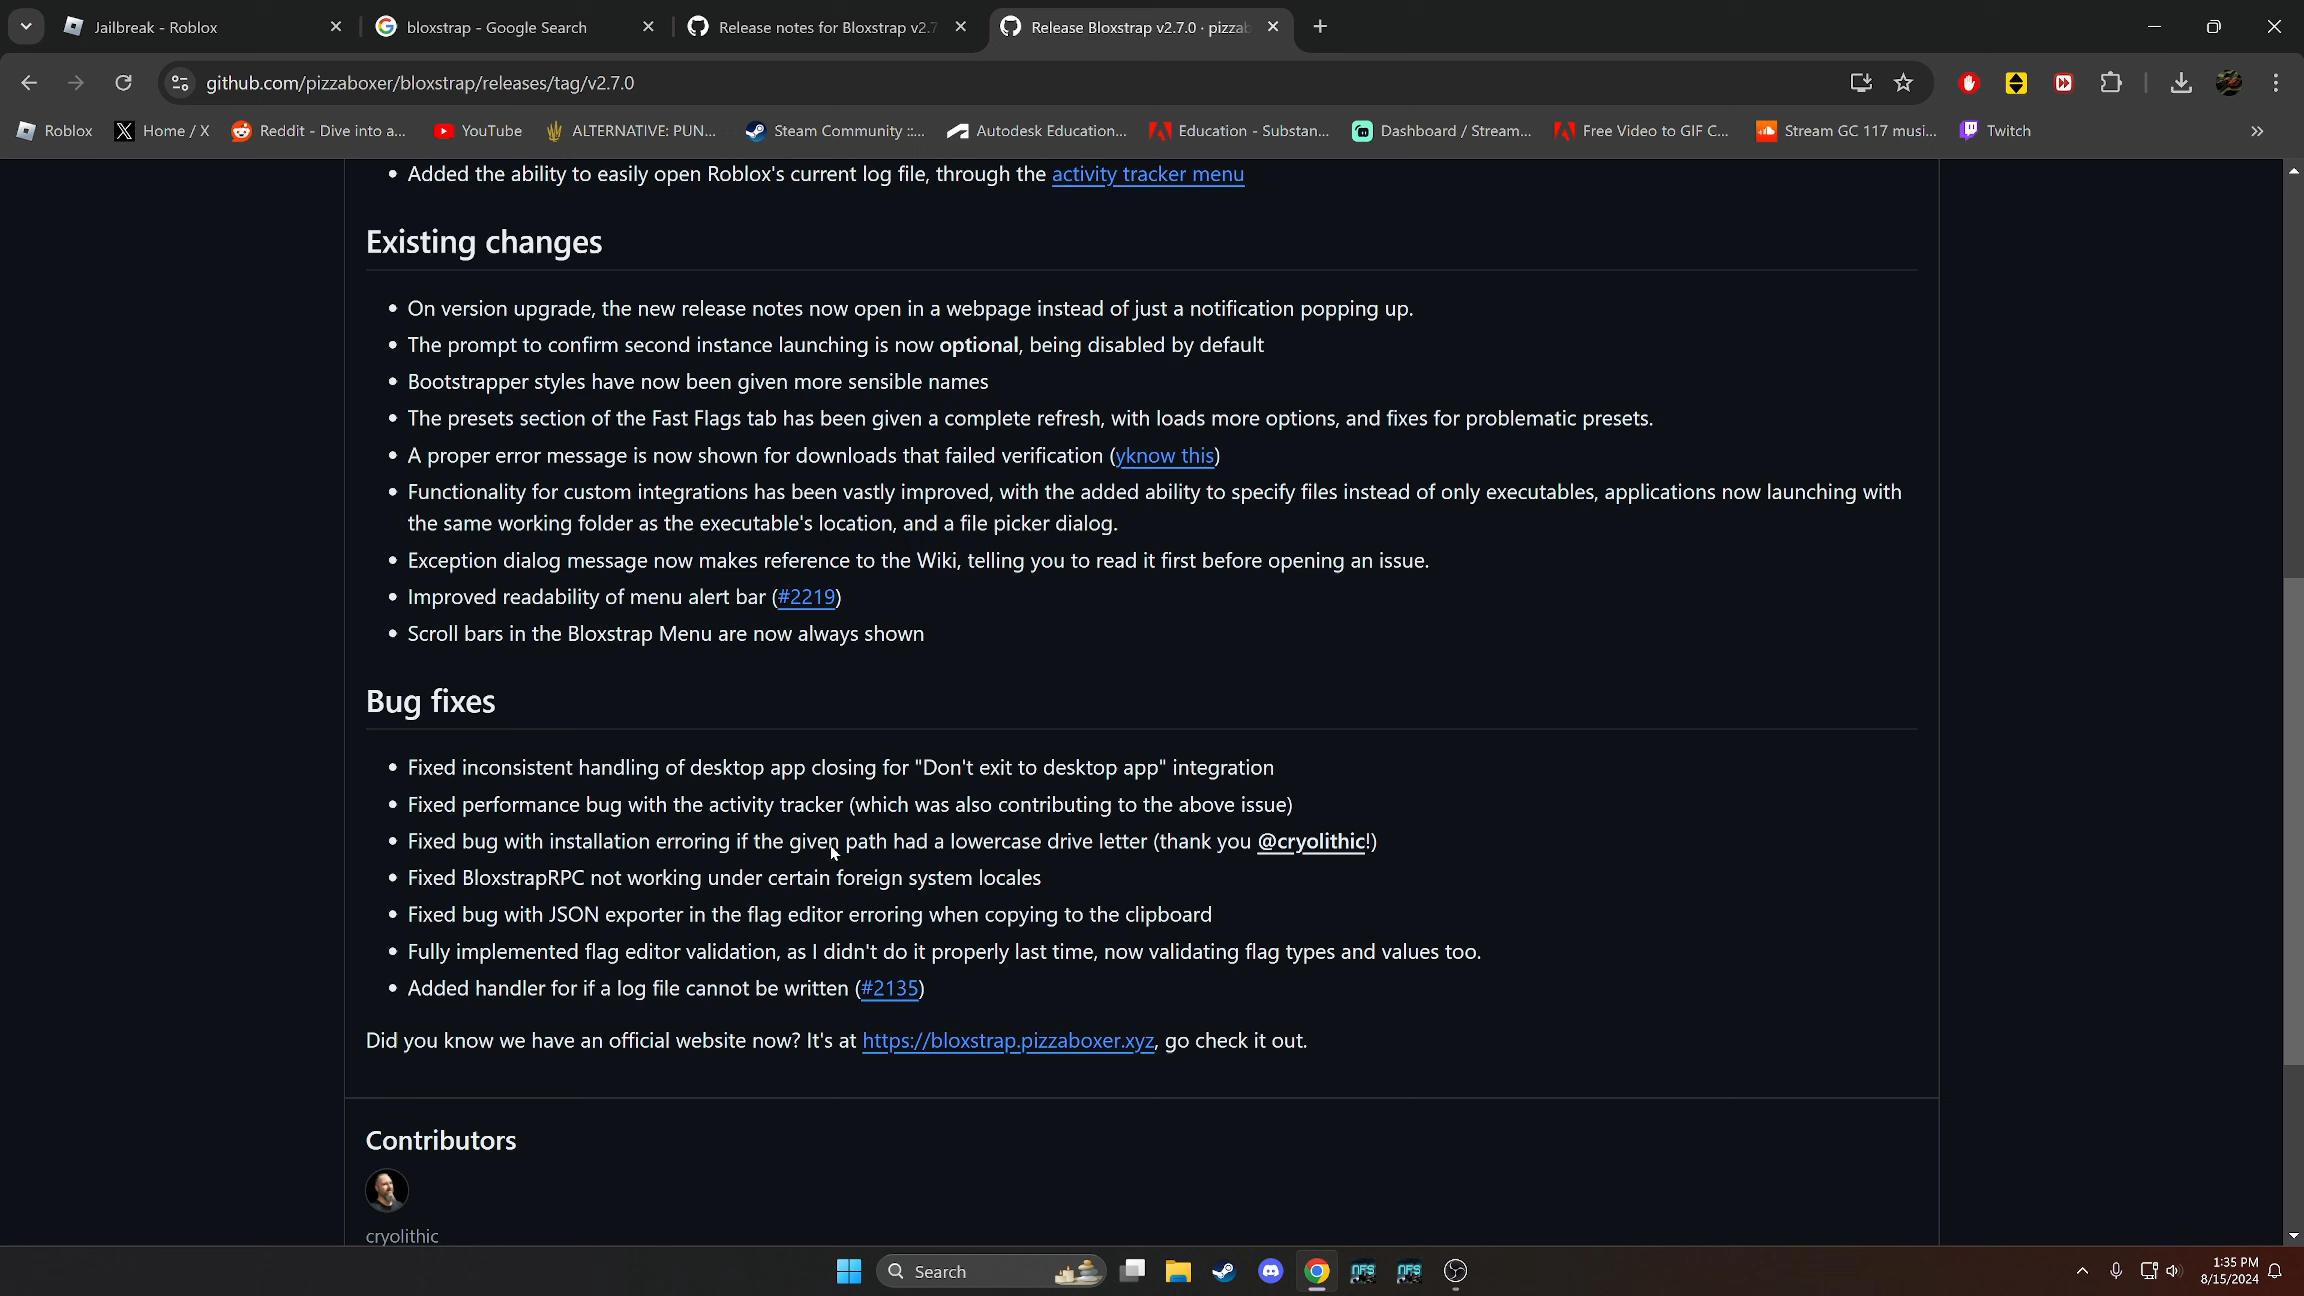 Jailbreak - Roblox
bloxstrap - Google Search
Release notes for Bloxstrap v2.7
Release Bloxstrap v2.7.0 · pizzab
github.com/pizzaboxer/bloxstrap/releases/tag/v2.7.0
Roblox
Home / X
Reddit - Dive into a...
YouTube
ALTERNATIVE: PUN...
Steam Community ::...
Autodesk Education...
Education - Substan...
Dashboard / Stream...
Free Video to GIF C...
Stream GC 117 musi...
Twitch
• Added the ability to easily open Roblox's current log file, through the activity tracker menu
Existing changes
• On version upgrade, the new release notes now open in a webpage instead of just a notification popping up.
• The prompt to confirm second instance launching is now optional, being disabled by default
• Bootstrapper styles have now been given more sensible names
• The presets section of the Fast Flags tab has been given a complete refresh, with loads more options, and fixes for problematic presets.
• A proper error message is now shown for downloads that failed verification (yknow this)
• Functionality for custom integrations has been vastly improved, with the added ability to specify files instead of only executables, applications now launching with
the same working folder as the executable's location, and a file picker dialog.
• Exception dialog message now makes reference to the Wiki, telling you to read it first before opening an issue.
• Improved readability of menu alert bar (#2219)
• Scroll bars in the Bloxstrap Menu are now always shown
Bug fixes
• Fixed inconsistent handling of desktop app closing for "Don't exit to desktop app" integration
• Fixed performance bug with the activity tracker (which was also contributing to the above issue)
• Fixed bug with installation erroring if the given path had a lowercase drive letter (thank you @cryolithic!)
• Fixed BloxstrapRPC not working under certain foreign system locales
• Fixed bug with JSON exporter in the flag editor erroring when copying to the clipboard
• Fully implemented flag editor validation, as I didn't do it properly last time, now validating flag types and values too.
• Added handler for if a log file cannot be written (#2135)
Did you know we have an official website now? It's at https://bloxstrap.pizzaboxer.xyz, go check it out.
Contributors
cryolithic
Search
NFS
NFS
1:35 PM
8/15/2024